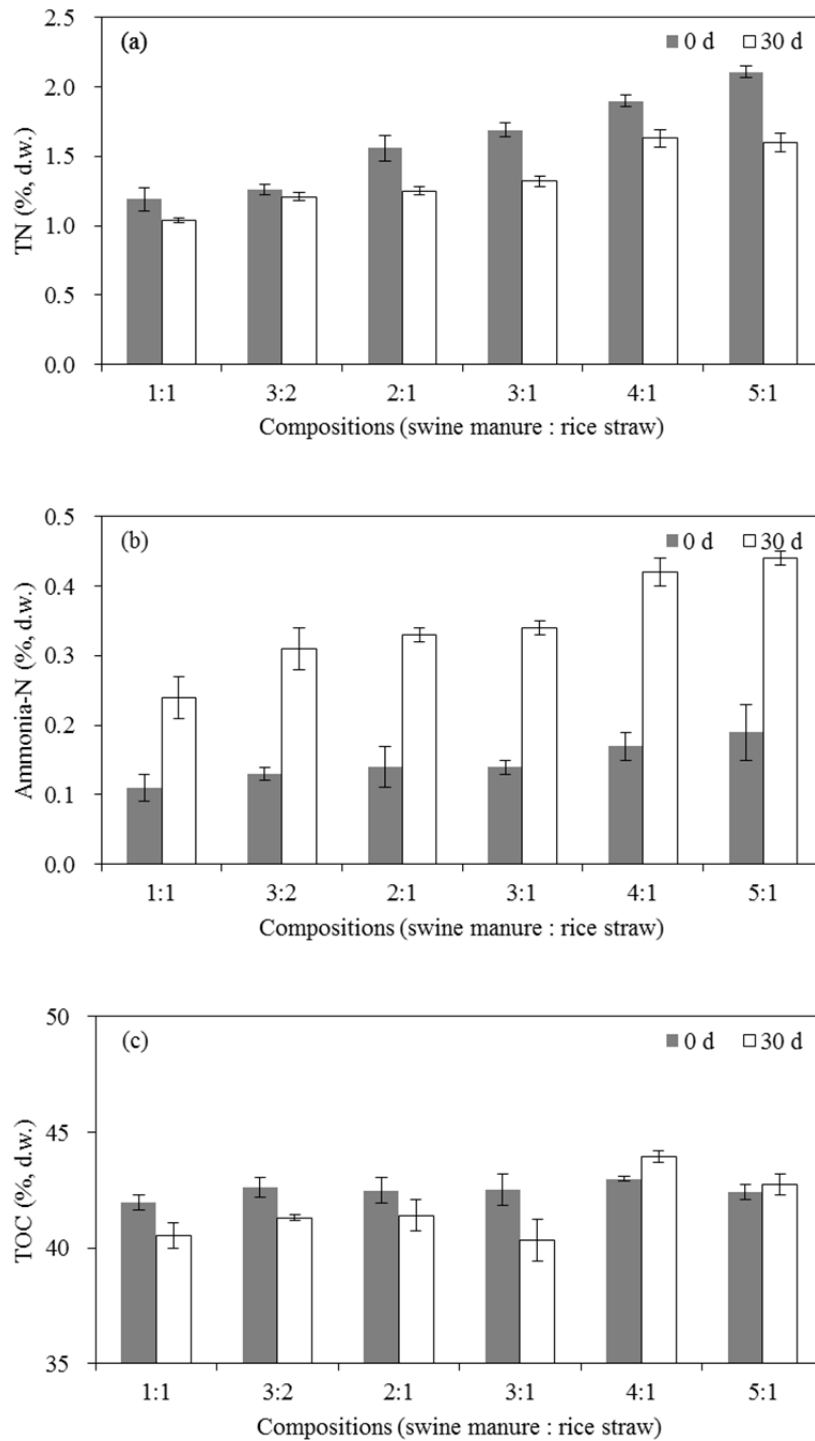 (a)
0 d 30 d
2.5
2.0
1.5
1.0
0.5
0.0
TN (%, d.w.)
1:1 3:2 2:1 3:1 4:1 5:1
Compositions (swine manure : rice straw)
(b)
0 d 30 d
0.5
0.4
0.3
0.2
0.1
0.0
Ammonia-N (%, d.w.)
1:1 3:2 2:1 3:1 4:1 5:1
Compositions (swine manure : rice straw)
(c)
0 d 30 d
50
45
40
35
TOC (%, d.w.)
1:1 3:2 2:1 3:1 4:1 5:1
Compositions (swine manure : rice straw)